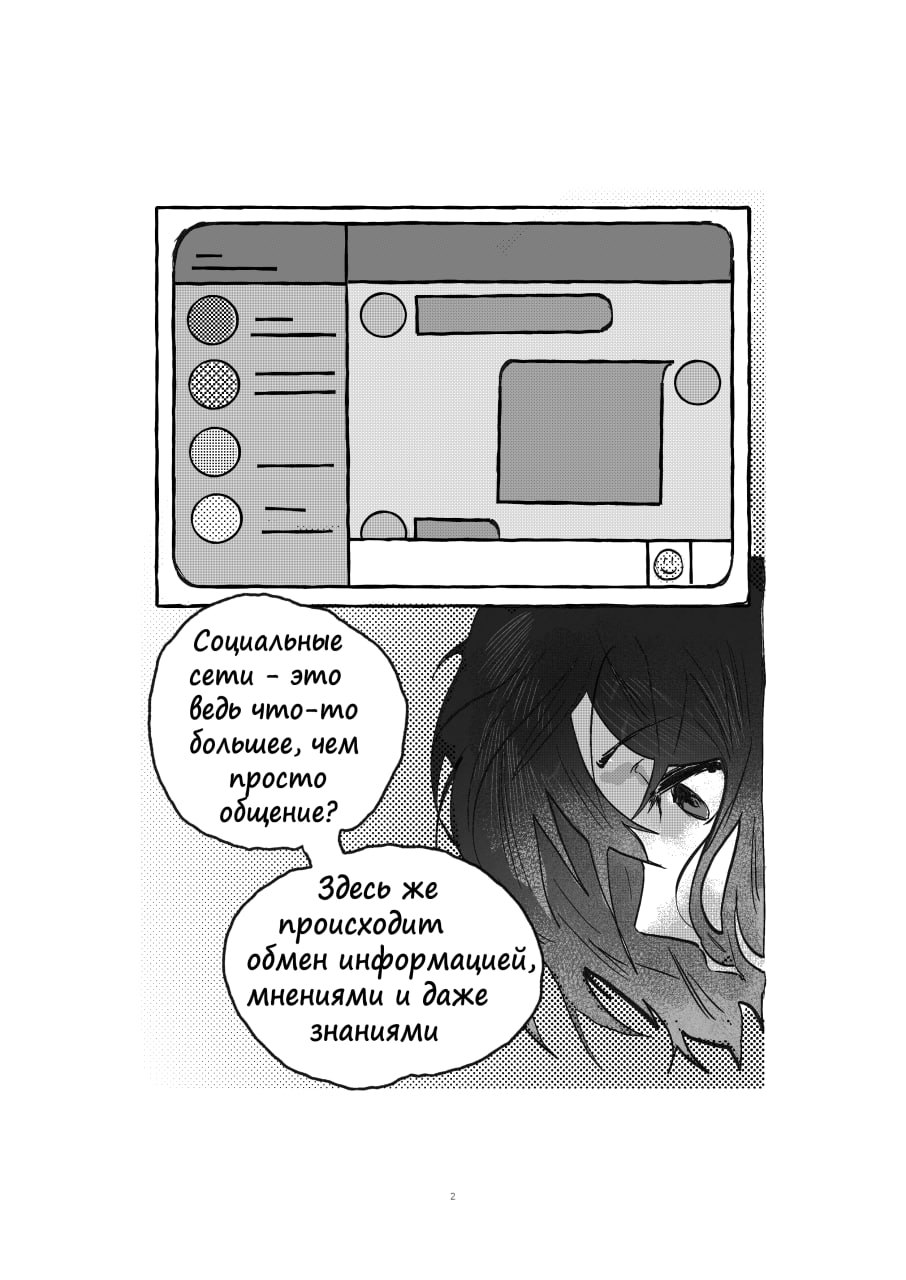 Социальные
сети - это
ведь что-то
большее, чем
просто
общение?
Здесь же
происходит
обмен информацией,
мнениями и даже
знаниями
2